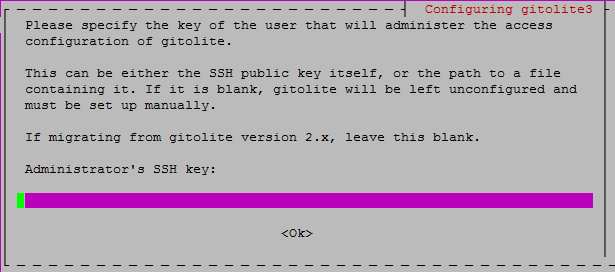 Configuring gitolite3
Please specify the key of the user that will administer the access
configuration of gitolite.
This can be either the SSH public key itself, or the path to a file
containing it. If it is blank, gitolite will be left unconfigured and
must be set up manually.
If migrating from gitolite version 2.x, leave this blank.
Administrator's SSH key:
<Ok>